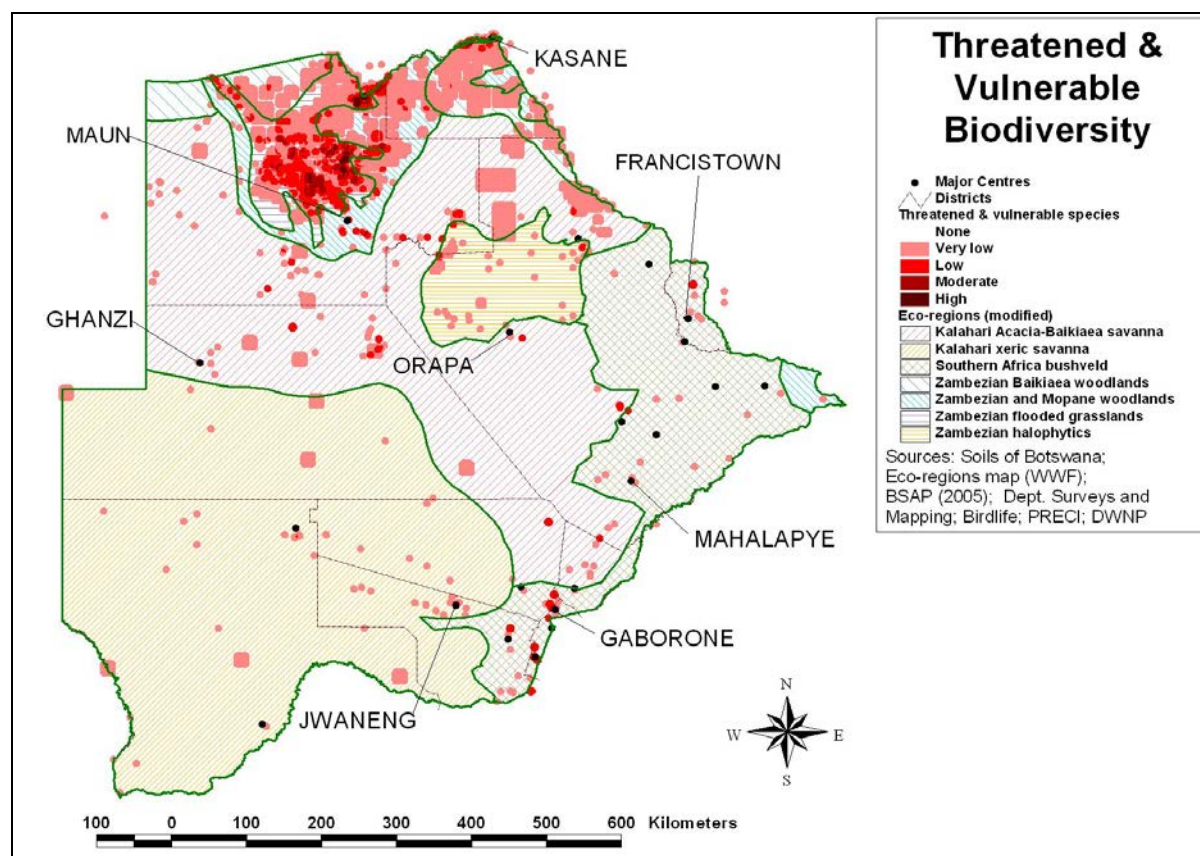 KASANE
MAUN
FRANCISTOWN
GHANZI
ORAPA
MAHALAPYE
GABORONE
JWANENG
Threatened &
Vulnerable
Biodiversity
Major Centres
Districts
Threatened & vulnerable species
None
Very low
Low
Moderate
High
Eco-regions (modified)
Kalahari Acacia-Baikiaea savanna
Kalahari xeric savanna
Southern Africa bushveld
Zambezian Baikiaea woodlands
Zambezian and Mopane woodlands
Zambezian flooded grasslands
Zambezian halophytics
Sources: Soils of Botswana;
Eco-regions map (WWF);
BSAP (2005); Dept. Surveys and
Mapping; Birdlife; PRECI; DWNP
N
W E
S
100 0 100 200 300 400 500 600 Kilometers